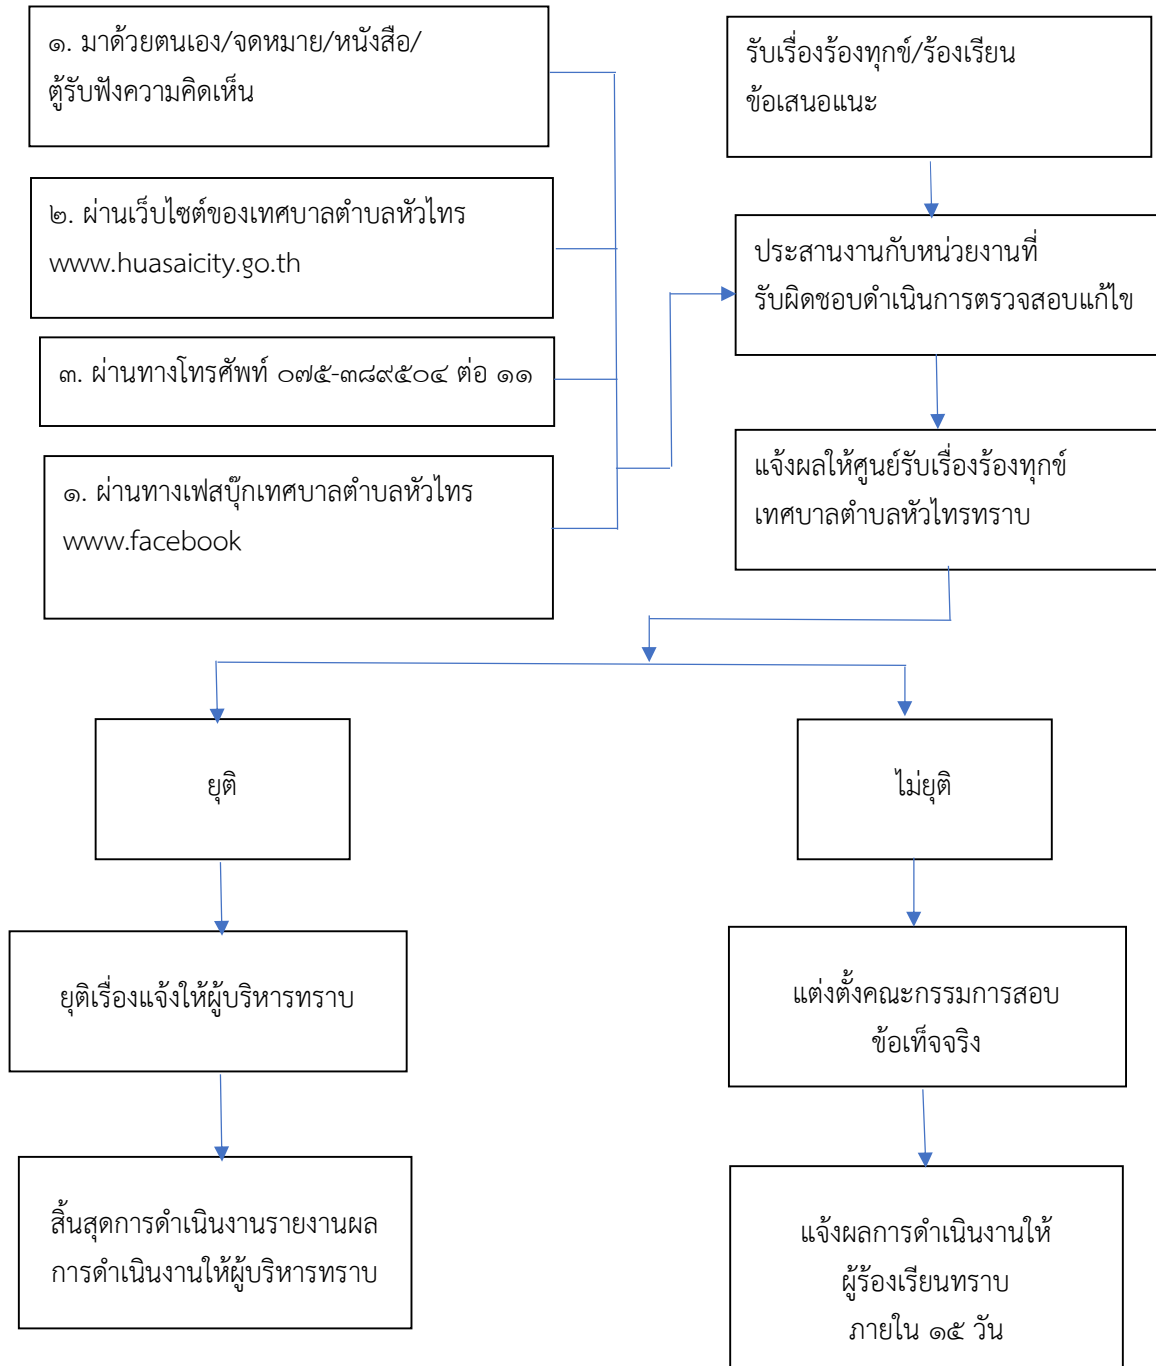 ๑. มาด้วยตนเอง/จดหมาย/หนังสือ/
ตู้รับฟังความคิดเห็น
๒. ผ่านเว็บไซต์ของเทศบาลตำบลหัวไทร
www.huasaicity.go.th
๓. ผ่านทางโทรศัพท์ ๐๗๕-๓๘๙๕๐๔ ต่อ ๑๑
๑. ผ่านทางเฟสบุ๊กเทศบาลตำบลหัวไทร
www.facebook
รับเรื่องร้องทุกข์/ร้องเรียน
ข้อเสนอแนะ
ประสานงานกับหน่วยงานที่
รับผิดชอบดำเนินการตรวจสอบแก้ไข
แจ้งผลให้ศูนย์รับเรื่องร้องทุกข์
เทศบาลตำบลหัวไทรทราบ
ยุติ
ไม่ยุติ
ยุติเรื่องแจ้งให้ผู้บริหารทราบ
แต่งตั้งคณะกรรมการสอบ
ข้อเท็จจริง
สิ้นสุดการดำเนินงานรายงานผล
การดำเนินงานให้ผู้บริหารทราบ
แจ้งผลการดำเนินงานให้
ผู้ร้องเรียนทราบ
ภายใน ๑๕ วัน